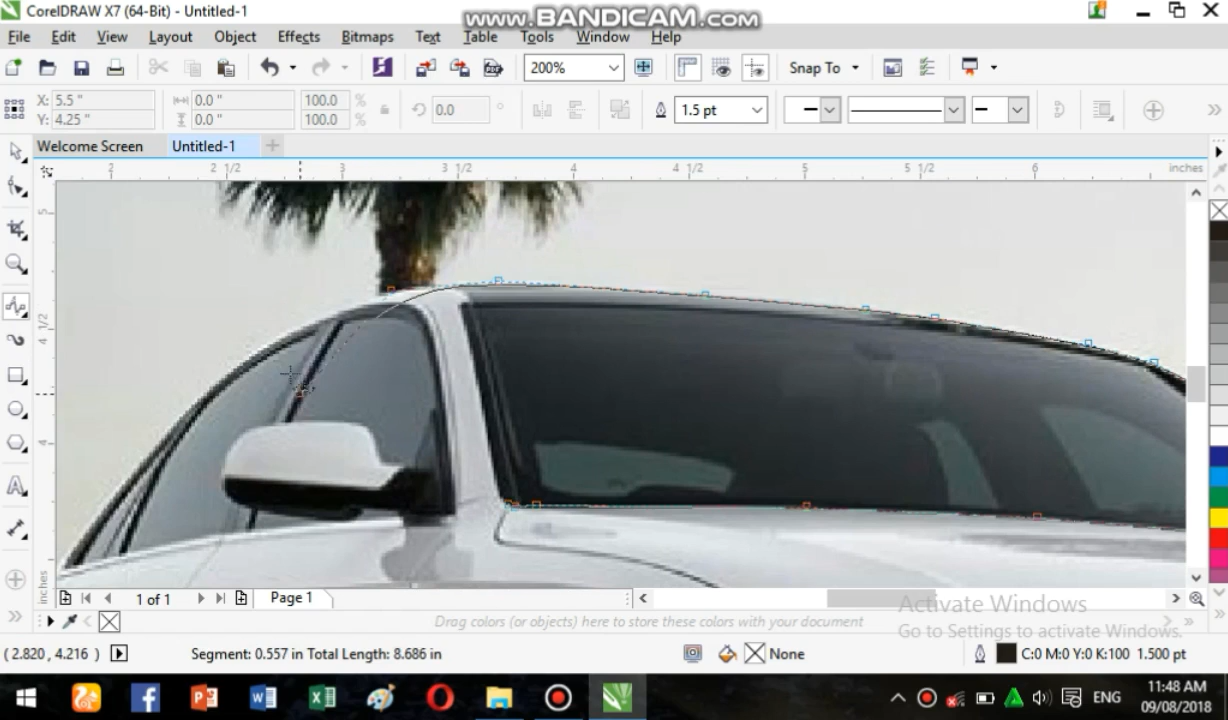 CorelDRAW X7 (64-Bit) - Untitled-1
www.BANDICAM.com
File Edit View Layout Object Effects Bitmaps Text Table Tools Window Help
200% Snap To
X: 5.5 " 0.0 " 100.0 % 0.0 ° 1.5 pt
Y: 4.25 " 0.0 " 100.0 %
Welcome Screen Untitled-1
2 2 1/2 3 3 1/2 4 4 1/2 5 5 1/2 6 inches
5
4 1/2
4
inches
1 of 1 Page 1
Activate Windows
Drag colors (or objects) here to store these colors with your document
Go to Settings to activate Windows.
( 2.820 , 4.216 ) Segment: 0.557 in Total Length: 8.686 in None C:0 M:0 Y:0 K:100 1.500 pt
ENG 11:48 AM
09/08/2018